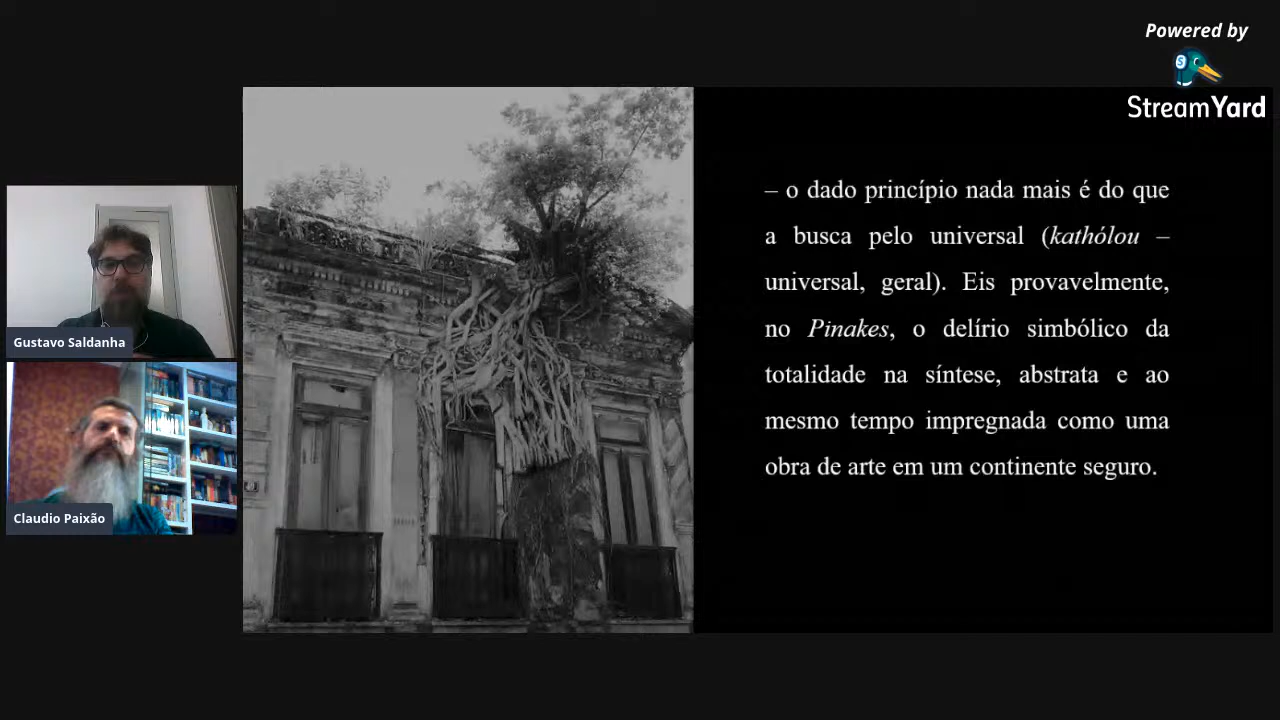 Powered by
StreamYard
– o dado princípio nada mais é do que
a busca pelo universal (kathólou –
universal, geral). Eis provavelmente,
no Pinakes, o delírio simbólico da
totalidade na síntese, abstrata e ao
mesmo tempo impregnada como uma
obra de arte em um continente seguro.
Gustavo Saldanha
Claudio Paixão